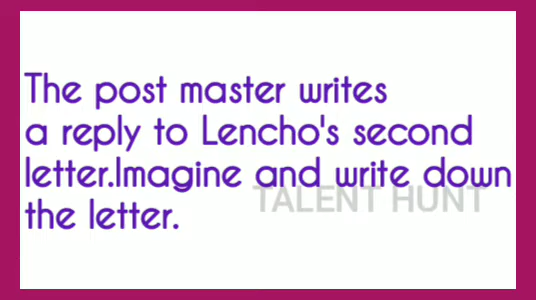 The post master writes
a reply to Lencho's second
letter.Imagine and write down
the letter.
TALENT HUNT